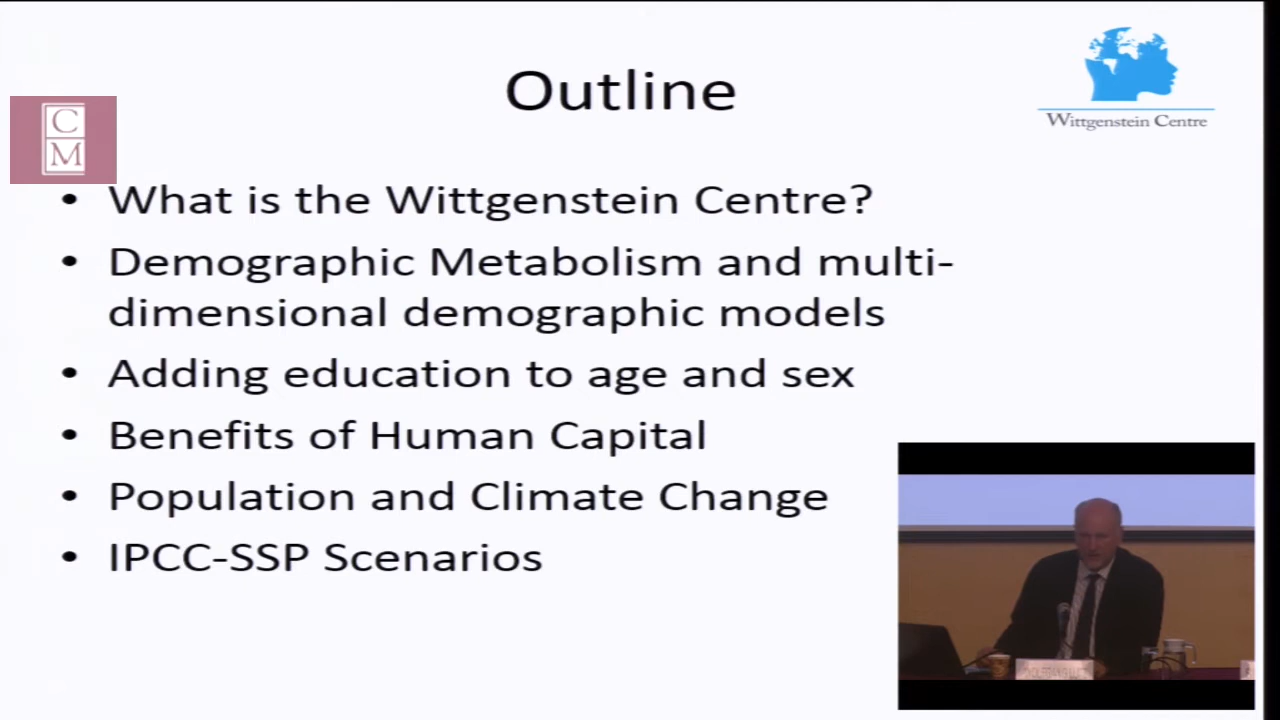 Outline
Wittgenstein Centre
C
M
• What is the Wittgenstein Centre?
• Demographic Metabolism and multi-
dimensional demographic models
• Adding education to age and sex
• Benefits of Human Capital
• Population and Climate Change
• IPCC-SSP Scenarios